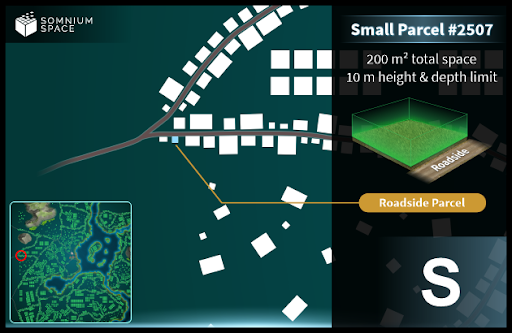 SOMNIUM
SPACE
Small Parcel #2507
200 m² total space
10 m height & depth limit
Roadside
Roadside Parcel
S